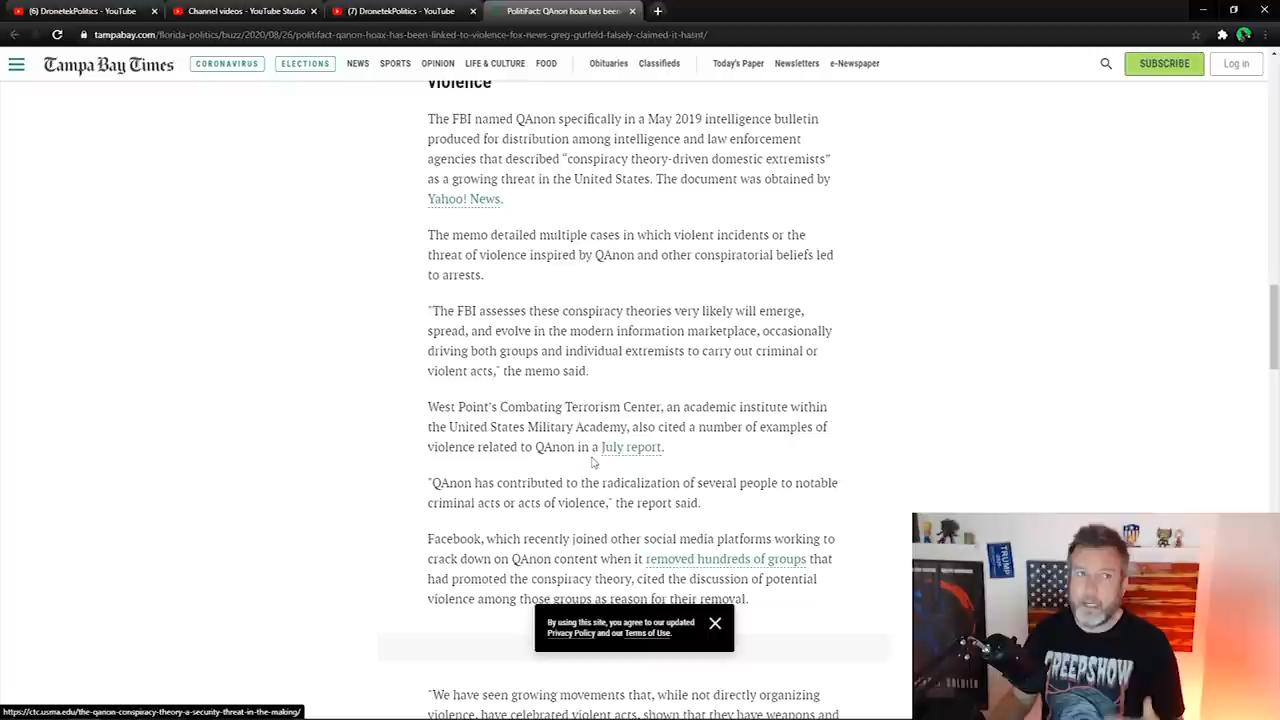 (6) DronetekPolitics - YouTube
Channel videos - YouTube Studio
(7) DronetekPolitics - YouTube
PolitiFact: QAnon hoax has been
tampabay.com/florida-politics/buzz/2020/08/26/politifact-qanon-hoax-has-been-linked-to-violence-fox-news-greg-gutfeld-falsely-claimed-it-hasnt/
Tampa Bay Times
CORONAVIRUS
ELECTIONS
NEWS
SPORTS
OPINION
LIFE & CULTURE
FOOD
Obituaries
Classifieds
Today's Paper
Newsletters
e-Newspaper
SUBSCRIBE
Log in
violence
The FBI named QAnon specifically in a May 2019 intelligence bulletin
produced for distribution among intelligence and law enforcement
agencies that described “conspiracy theory-driven domestic extremists”
as a growing threat in the United States. The document was obtained by
Yahoo! News.
The memo detailed multiple cases in which violent incidents or the
threat of violence inspired by QAnon and other conspiratorial beliefs led
to arrests.
"The FBI assesses these conspiracy theories very likely will emerge,
spread, and evolve in the modern information marketplace, occasionally
driving both groups and individual extremists to carry out criminal or
violent acts," the memo said.
West Point's Combating Terrorism Center, an academic institute within
the United States Military Academy, also cited a number of examples of
violence related to QAnon in a July report.
"QAnon has contributed to the radicalization of several people to notable
criminal acts or acts of violence," the report said.
Facebook, which recently joined other social media platforms working to
crack down on QAnon content when it removed hundreds of groups that
had promoted the conspiracy theory, cited the discussion of potential
violence among those groups as reason for their removal.
By using this site, you agree to our updated
Privacy Policy and our Terms of Use.
"We have seen growing movements that, while not directly organizing
violence, have celebrated violent acts, shown that they have weapons and
https://ctc.usma.edu/the-qanon-conspiracy-theory-a-security-threat-in-the-making/
TRUMP
CREEPSHOW
SOLDIER